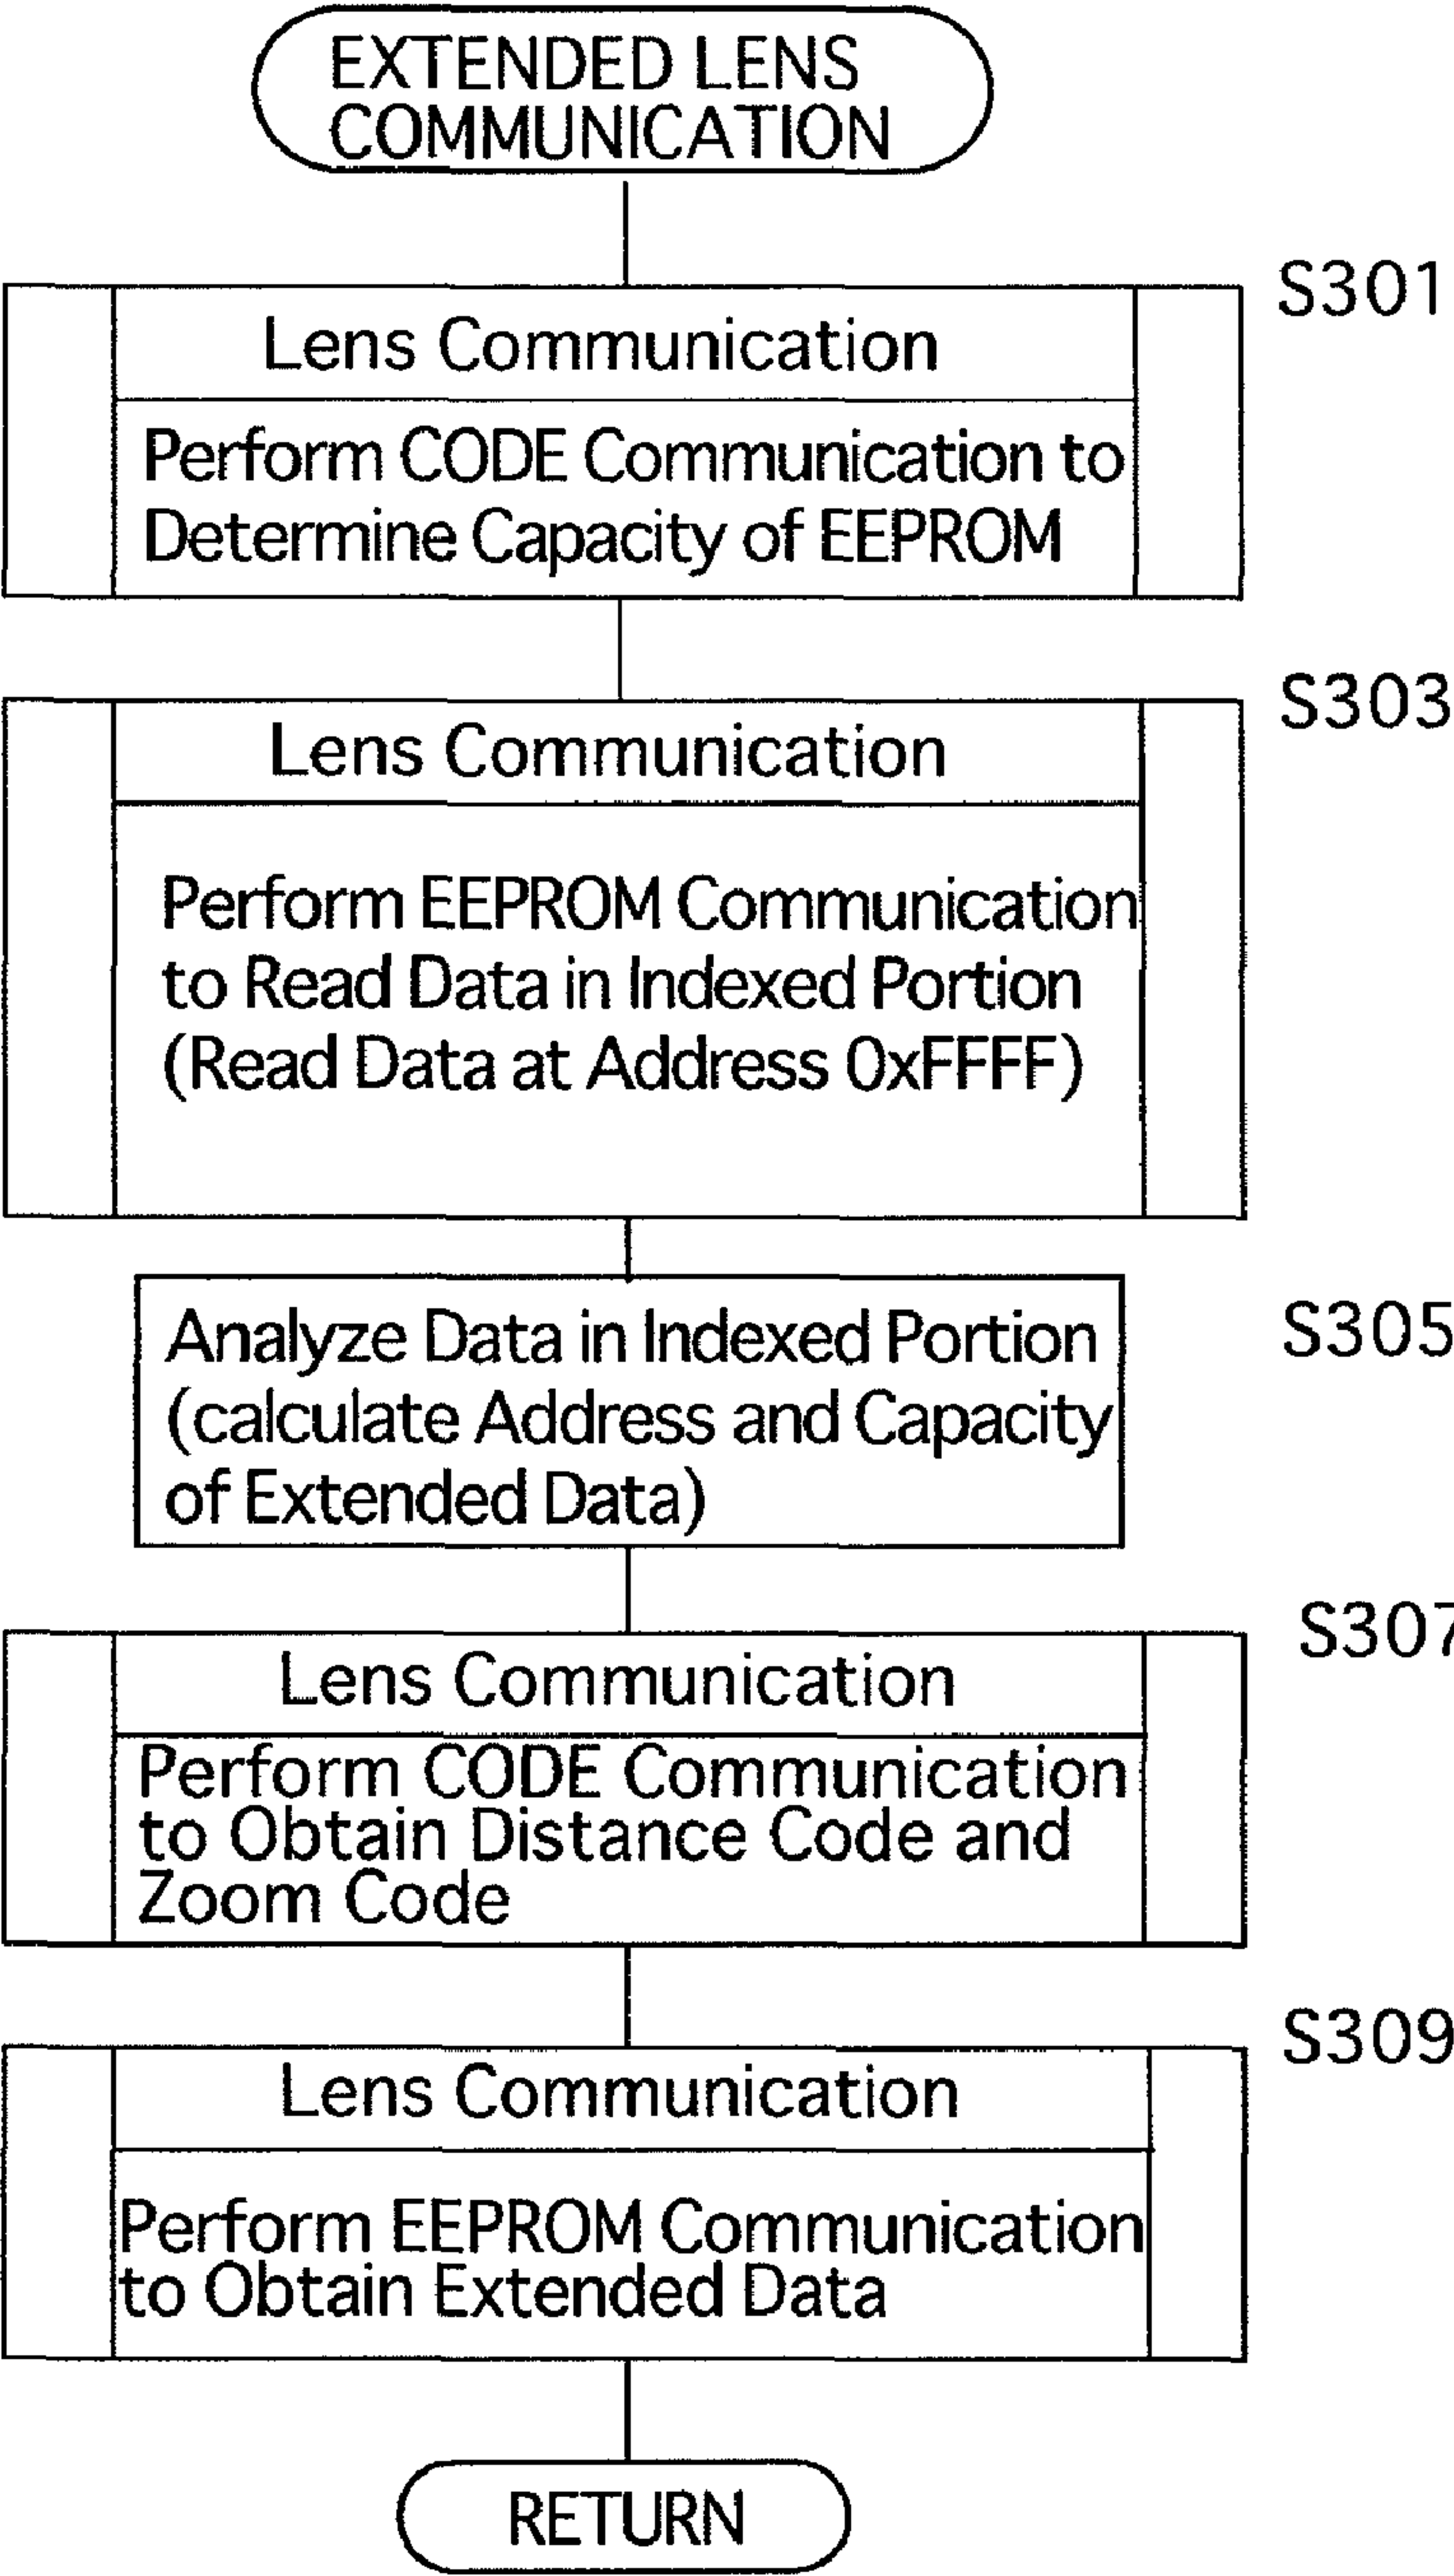 EXTENDED LENS
COMMUNICATION
S301
Lens Communication
Perform CODE Communication to
Determine Capacity of EEPROM
S303
Lens Communication
Perform EEPROM Communication
to Read Data in Indexed Portion
(Read Data at Address 0xFFFF)
S305
Analyze Data in Indexed Portion
(calculate Address and Capacity
of Extended Data)
S307
Lens Communication
Perform CODE Communication
to Obtain Distance Code and
Zoom Code
S309
Lens Communication
Perform EEPROM Communication
to Obtain Extended Data
RETURN